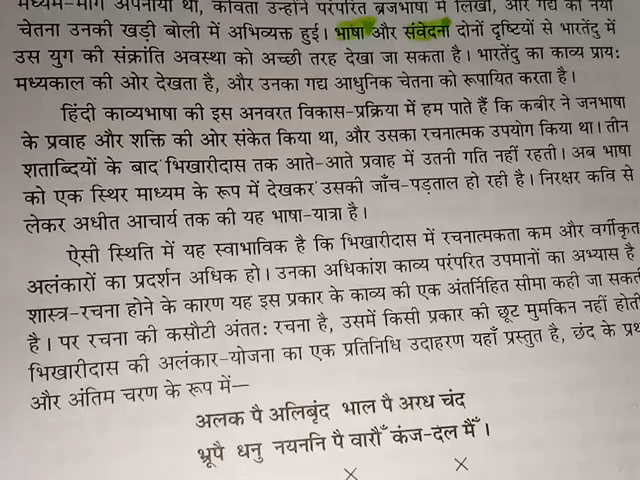 मध्यम-मार्ग अपनाया था, कविता उन्होंने परंपरित ब्रजभाषा में लिखी, और गद्य की नयी
चेतना उनकी खड़ी बोली में अभिव्यक्त हुई। भाषा और संवेदना दोनों दृष्टियों से भारतेंदु में
उस युग की संक्रांति अवस्था को अच्छी तरह देखा जा सकता है। भारतेंदु का काव्य प्राय:
मध्यकाल की ओर देखता है, और उनका गद्य आधुनिक चेतना को रूपायित करता है।
हिंदी काव्यभाषा की इस अनवरत विकास-प्रक्रिया में हम पाते हैं कि कबीर ने जनभाषा
के प्रवाह और शक्ति की ओर संकेत किया था, और उसका रचनात्मक उपयोग किया था। तीन
शताब्दियों के बाद भिखारीदास तक आते-आते प्रवाह में उतनी गति नहीं रहती। अब भाषा
को एक स्थिर माध्यम के रूप में देखकर उसकी जाँच-पड़ताल हो रही है। निरक्षर कवि से
लेकर अधीत आचार्य तक की यह भाषा-यात्रा है।
ऐसी स्थिति में यह स्वाभाविक है कि भिखारीदास में रचनात्मकता कम और वर्गीकृत
अलंकारों का प्रदर्शन अधिक हो। उनका अधिकांश काव्य परंपरित उपमानों का अभ्यास है
शास्त्र-रचना होने के कारण यह इस प्रकार के काव्य की एक अंतर्निहित सीमा कही जा सकत
है। पर रचना की कसौटी अंतत: रचना है, उसमें किसी प्रकार की छूट मुमकिन नहीं होती
भिखारीदास की अलंकार-योजना का एक प्रतिनिधि उदाहरण यहाँ प्रस्तुत है, छंद के प्रथ
और अंतिम चरण के रूप में—
अलक पै अलिबृंद भाल पै अरध चंद
भ्रूपै धनु नयननि पै वारौँ कंज-दल मैँ।
× ×